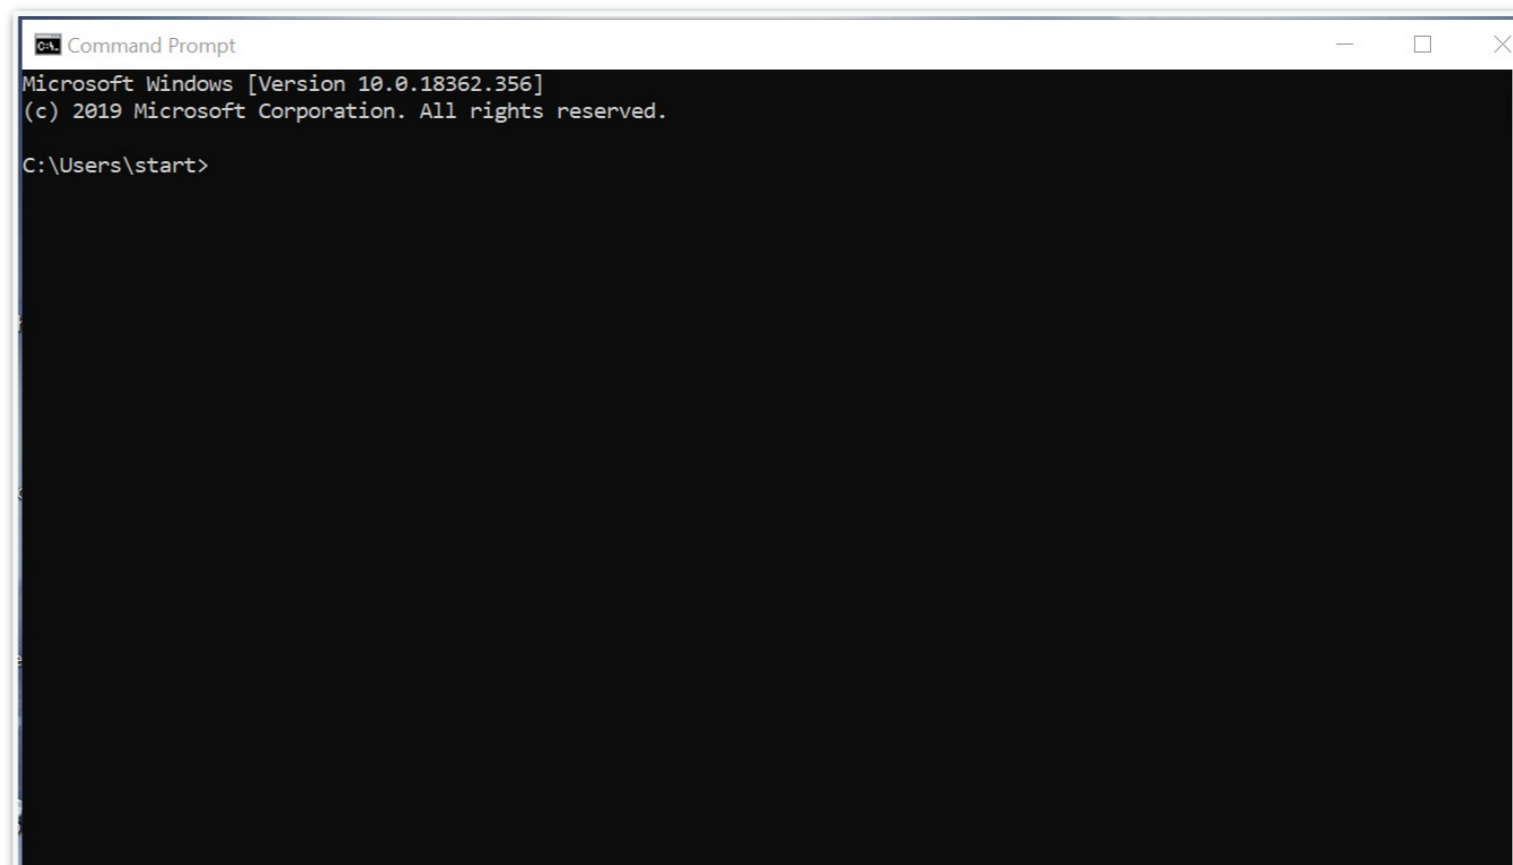 Command Prompt
Microsoft Windows [Version 10.0.18362.356]
(c) 2019 Microsoft Corporation. All rights reserved.
C:\Users\start>